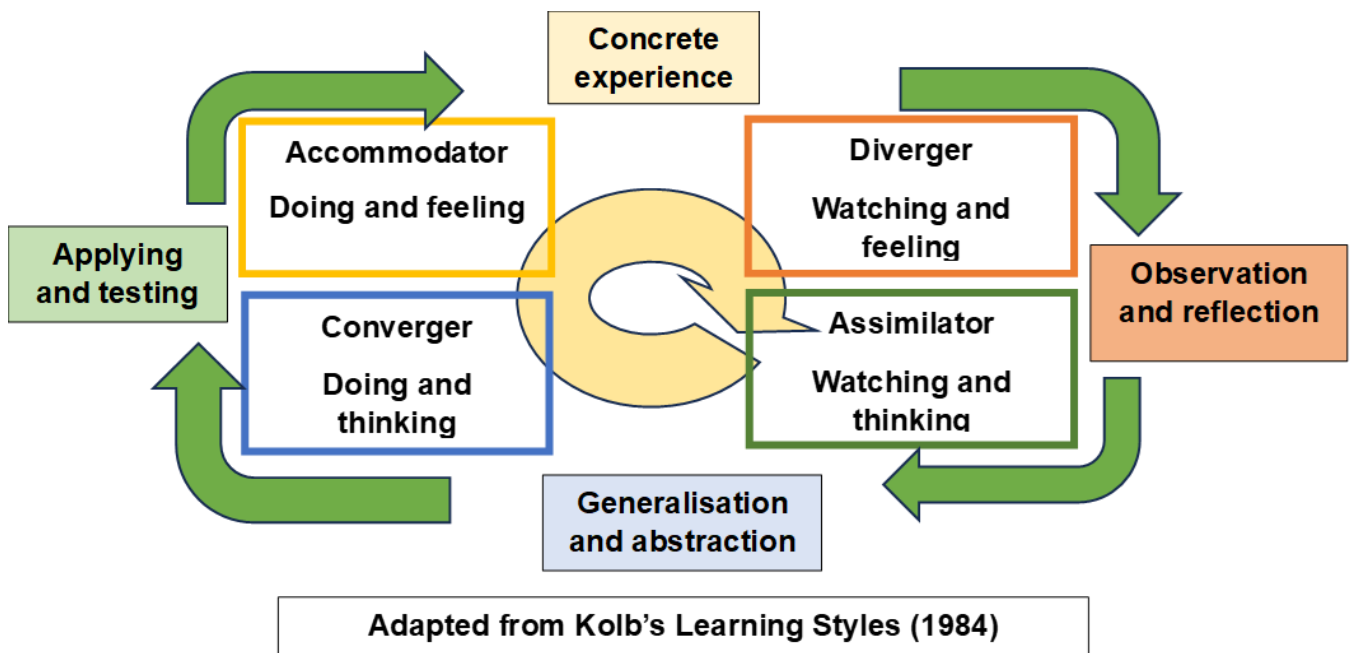 Concrete
experience
Accommodator
Doing and feeling
Diverger
Watching and
feeling
Applying
and testing
Observation
and reflection
Converger
Doing and
thinking
Assimilator
Watching and
thinking
Generalisation
and abstraction
Adapted from Kolb’s Learning Styles (1984)